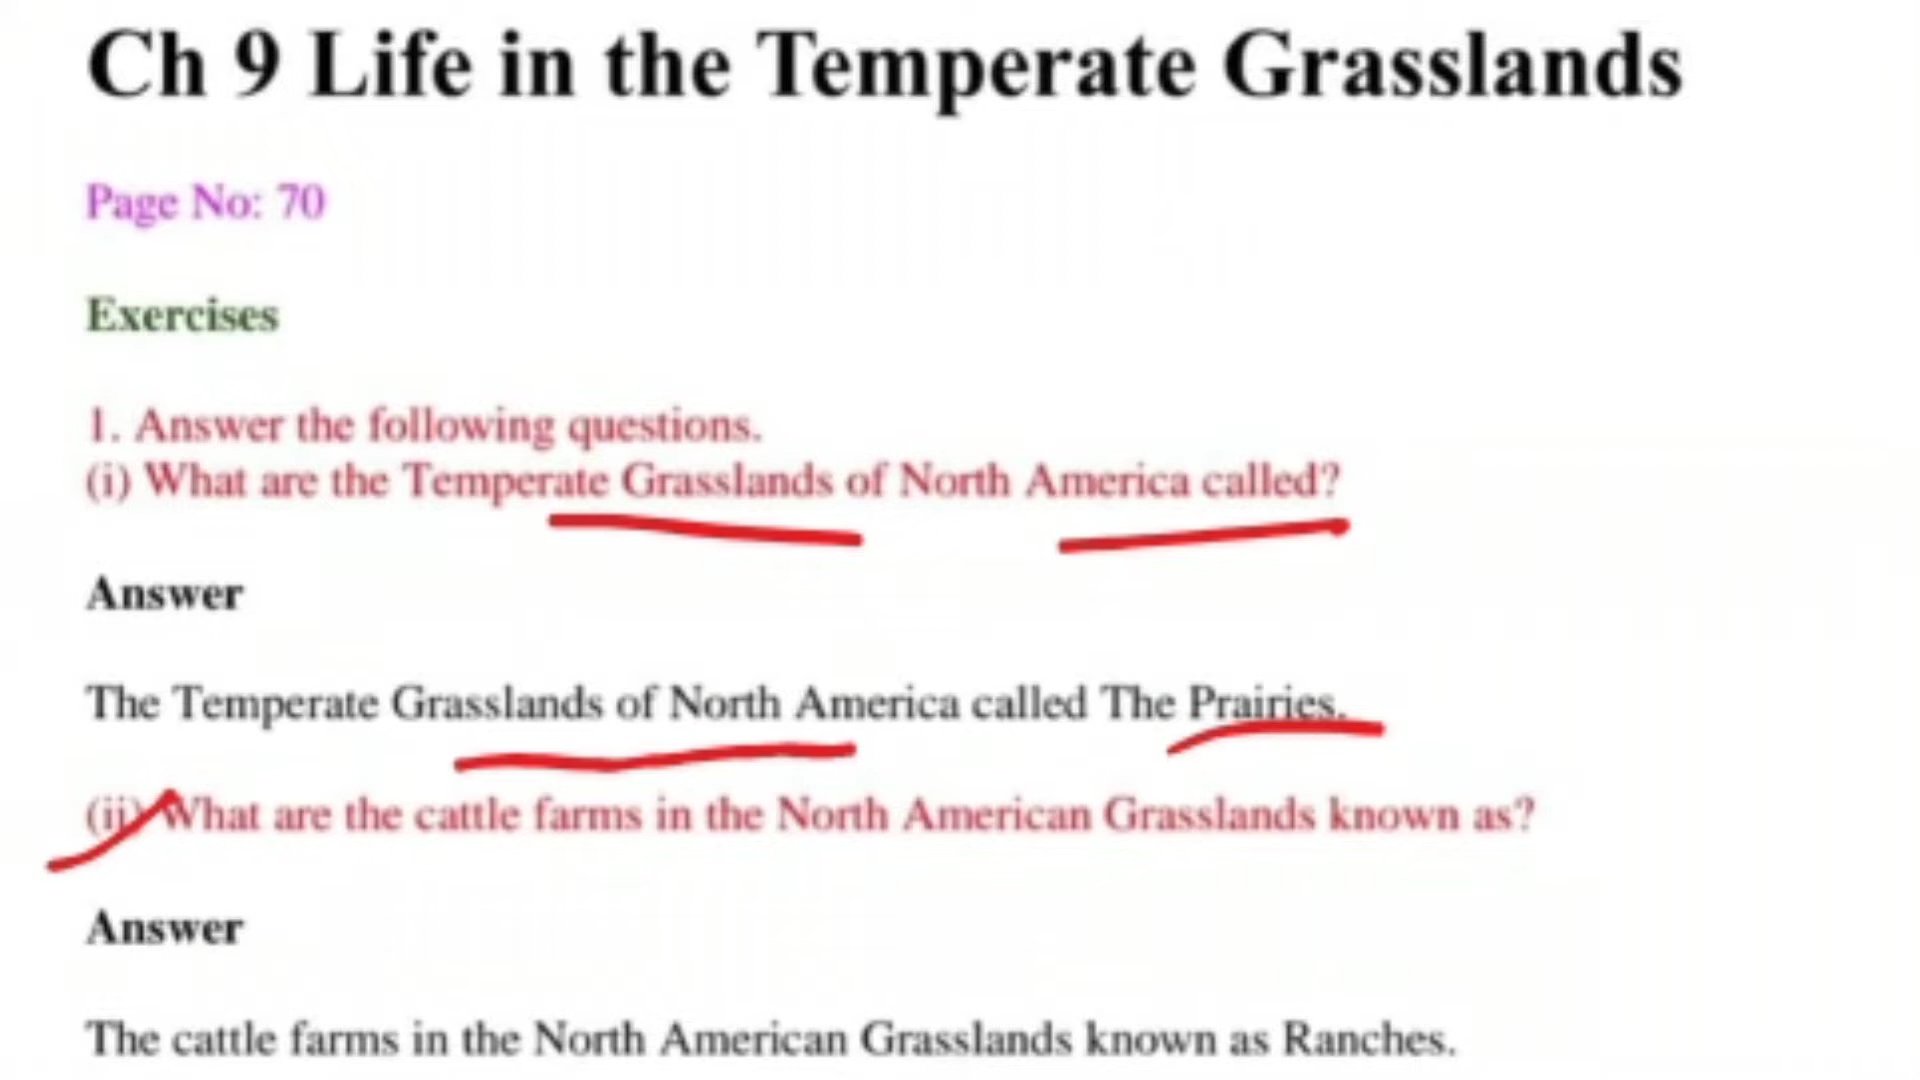 Ch 9 Life in the Temperate Grasslands
Page No: 70
Exercises
1. Answer the following questions.
(i) What are the Temperate Grasslands of North America called?
Answer
The Temperate Grasslands of North America called The Prairies.
(ii) What are the cattle farms in the North American Grasslands known as?
Answer
The cattle farms in the North American Grasslands known as Ranches.